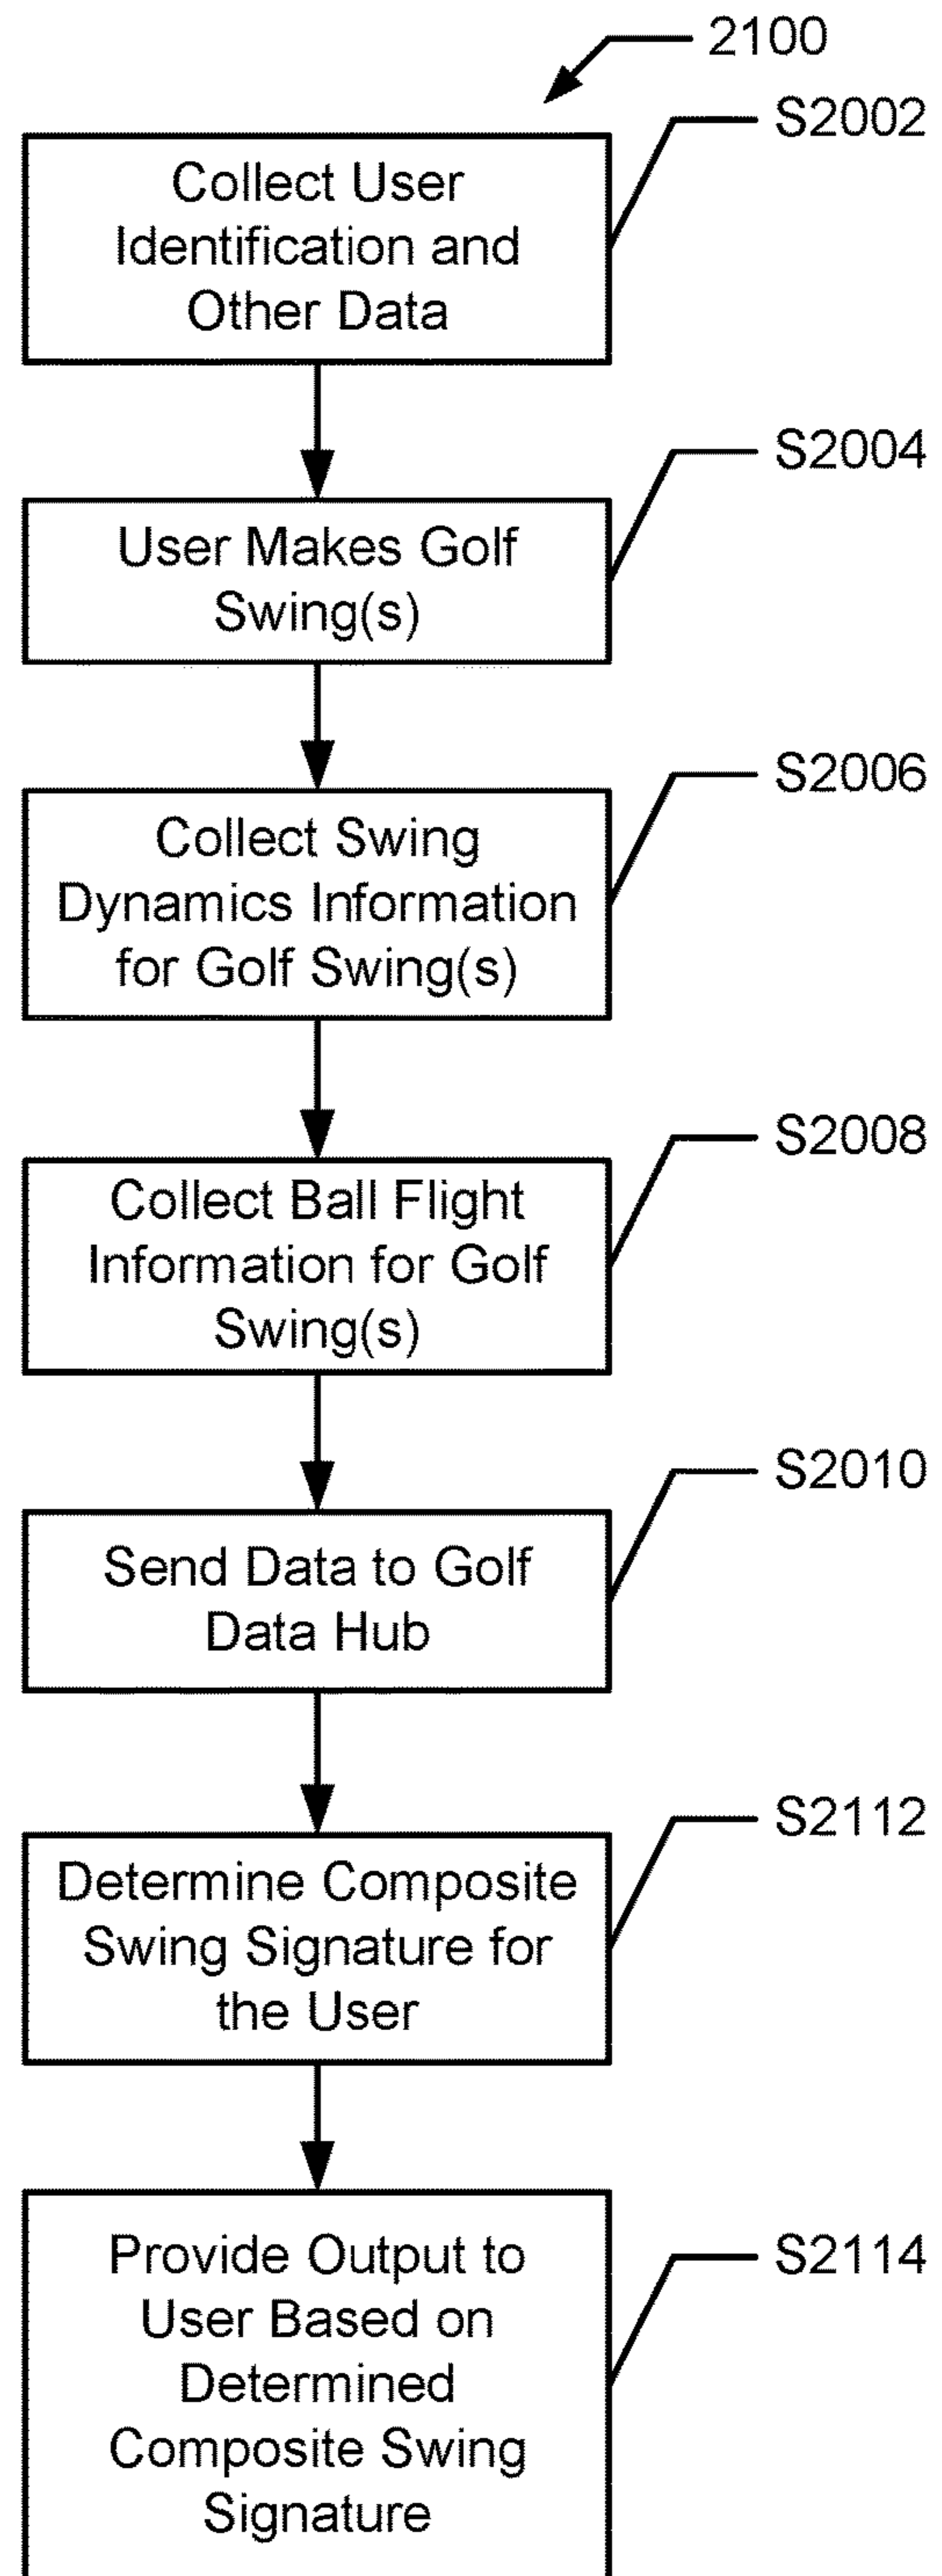 2100
S2002
Collect User
Identification and
Other Data
S2004
User Makes Golf
Swing(s)
S2006
Collect Swing
Dynamics Information
for Golf Swing(s)
S2008
Collect Ball Flight
Information for Golf
Swing(s)
S2010
Send Data to Golf
Data Hub
S2112
Determine Composite
Swing Signature for
the User
S2114
Provide Output to
User Based on
Determined
Composite Swing
Signature